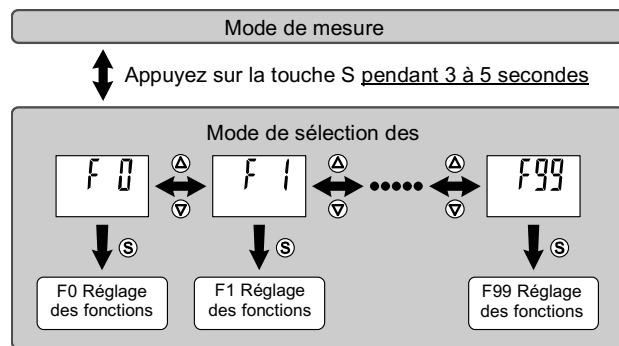 Mode de mesure
Appuyez sur la touche S pendant 3 à 5 secondes
Mode de sélection des
F 0 F 1 F99
S S S
F0 Réglage des fonctions
F1 Réglage des fonctions
F99 Réglage des fonctions